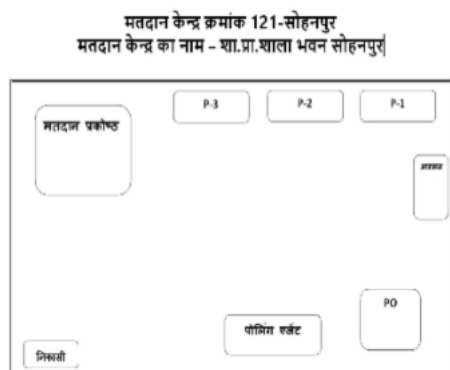 मतदान केन्द्र क्रमांक 121-सोहनपुर
मतदान केन्द्र का नाम – शा.प्रा.शाला भवन सोहनपुर
मतदान प्रकोष्ठ
P-3
P-2
P-1
PO
पोलिंग एजेंट
निकासी